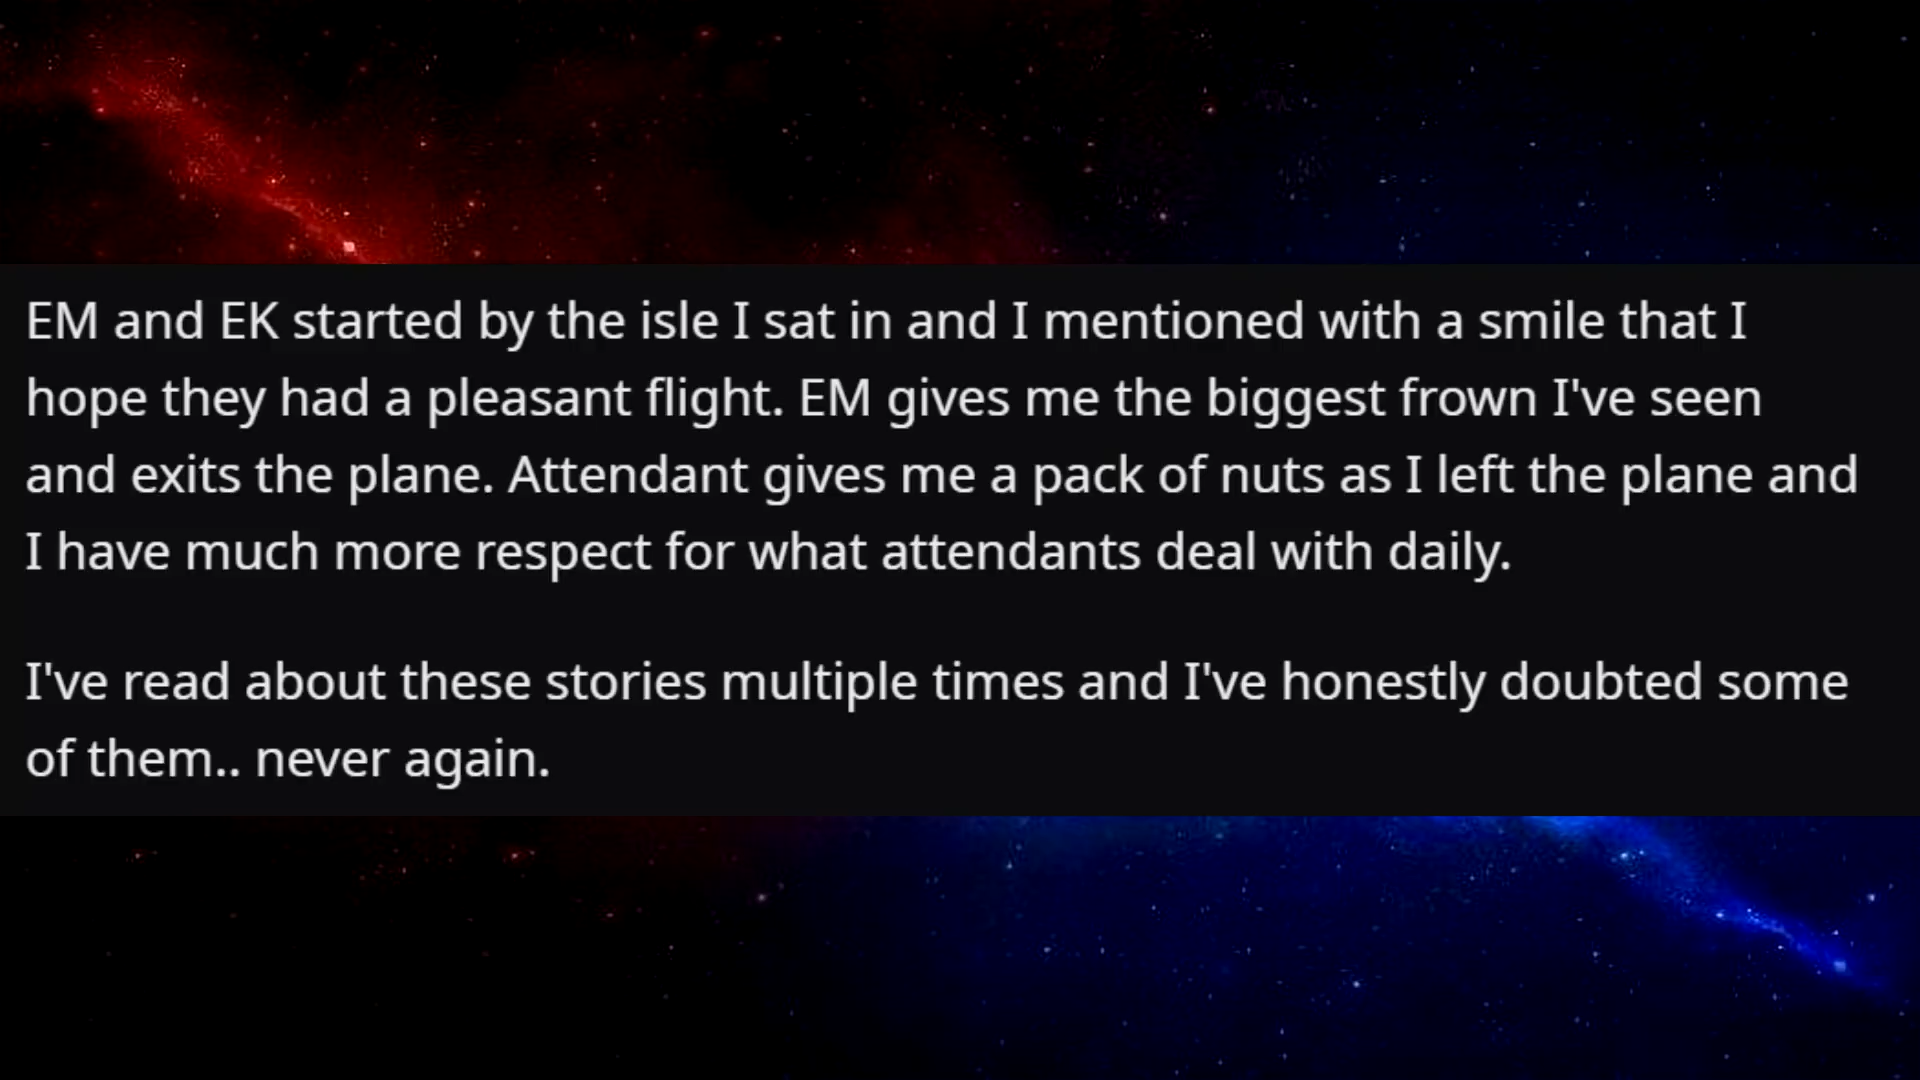 EM and EK started by the isle I sat in and I mentioned with a smile that I
hope they had a pleasant flight. EM gives me the biggest frown I've seen
and exits the plane. Attendant gives me a pack of nuts as I left the plane and
I have much more respect for what attendants deal with daily.
I've read about these stories multiple times and I've honestly doubted some
of them.. never again.